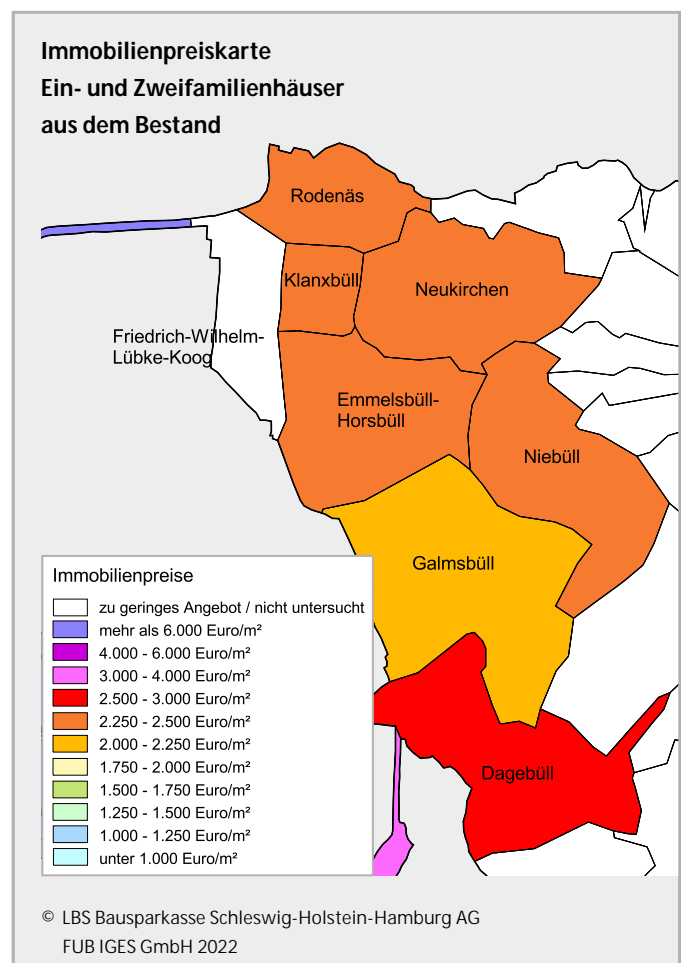 Immobilienpreiskarte
Ein- und Zweifamilienhäuser
aus dem Bestand
Rodenäs
Klanxbüll
Neukirchen
Friedrich-Wilhelm-
Lübke-Koog
Emmelsbüll-
Horsbüll
Niebüll
Galmsbüll
Dagebüll
Immobilienpreise
zu geringes Angebot / nicht untersucht
mehr als 6.000 Euro/m²
4.000 - 6.000 Euro/m²
3.000 - 4.000 Euro/m²
2.500 - 3.000 Euro/m²
2.250 - 2.500 Euro/m²
2.000 - 2.250 Euro/m²
1.750 - 2.000 Euro/m²
1.500 - 1.750 Euro/m²
1.250 - 1.500 Euro/m²
1.000 - 1.250 Euro/m²
unter 1.000 Euro/m²
© LBS Bausparkasse Schleswig-Holstein-Hamburg AG
FUB IGES GmbH 2022